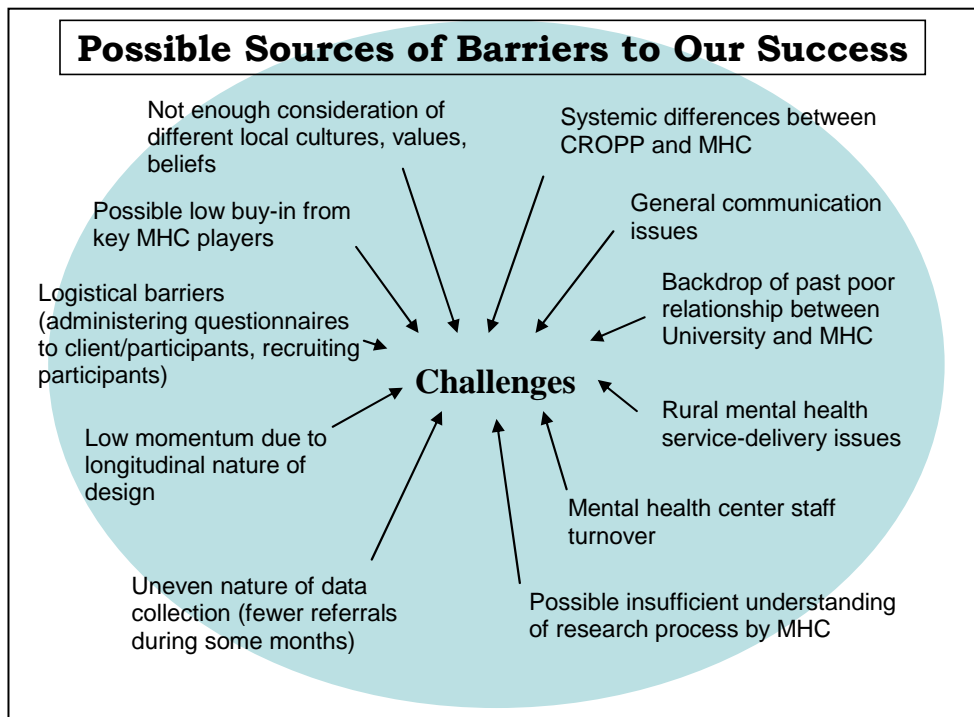 Possible Sources of Barriers to Our Success
Not enough consideration of
different local cultures, values,
beliefs
Systemic differences between
CROPP and MHC
Possible low buy-in from
key MHC players
General communication
issues
Logistical barriers
(administering questionnaires
to client/participants, recruiting
participants)
Backdrop of past poor
relationship between
University and MHC
Challenges
Low momentum due to
longitudinal nature of
design
Rural mental health
service-delivery issues
Mental health center staff
turnover
Uneven nature of data
collection (fewer referrals
during some months)
Possible insufficient understanding
of research process by MHC